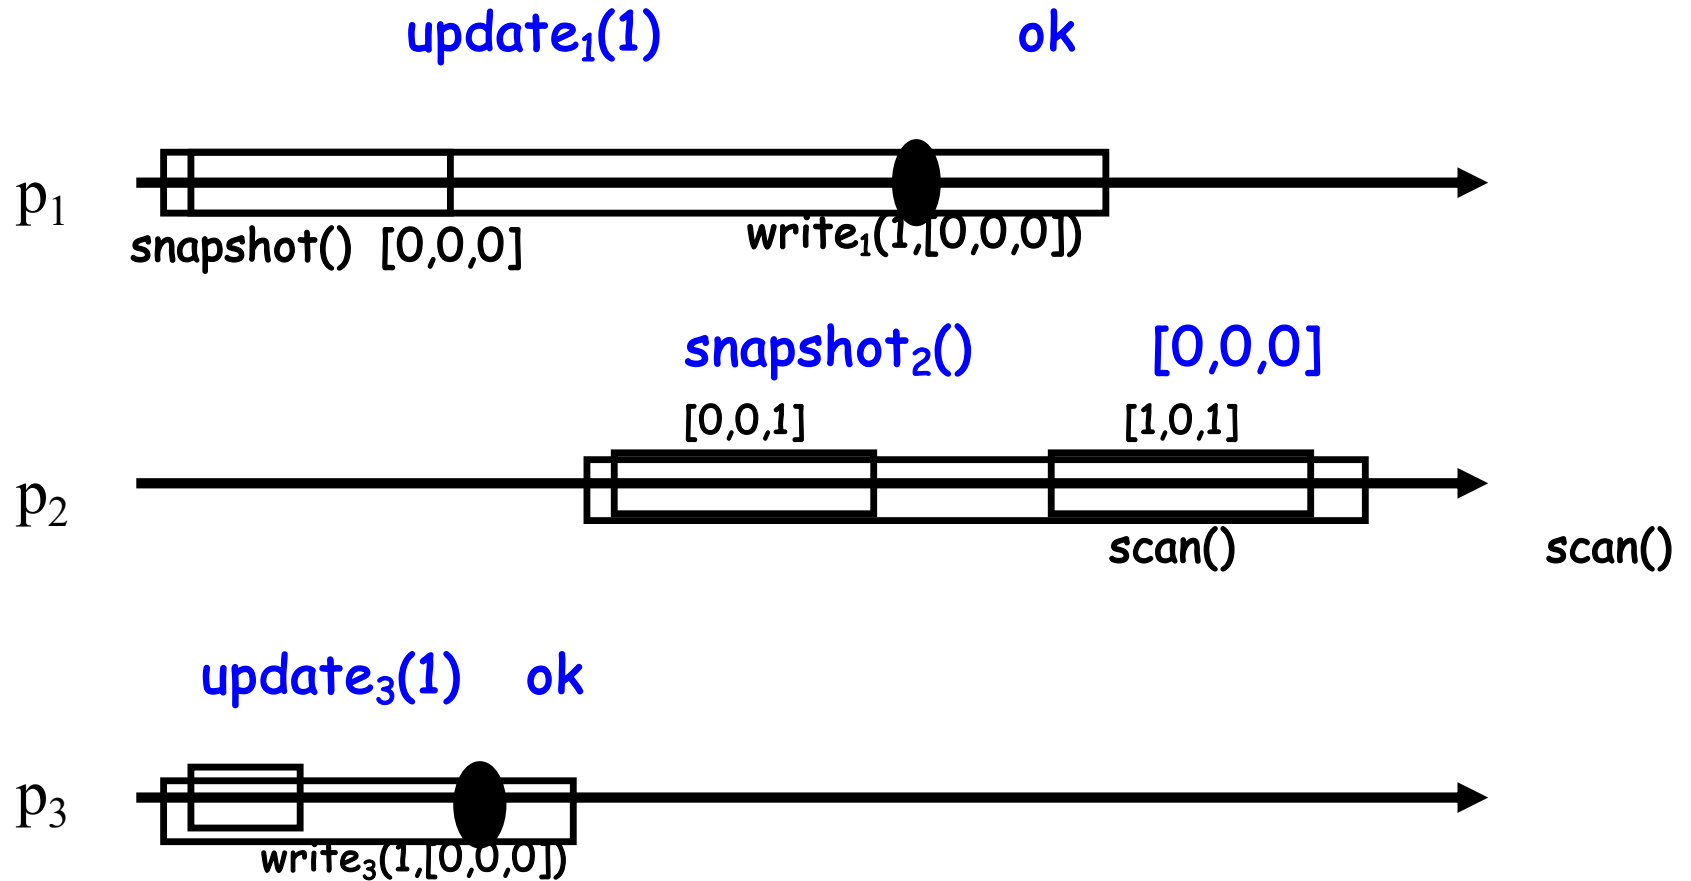 update₁(1) ok
p₁
snapshot() [0,0,0] write₁(1,[0,0,0])
snapshot₂() [0,0,0]
[0,0,1] [1,0,1]
p₂
scan() scan()
update₃(1) ok
p₃
write₃(1,[0,0,0])